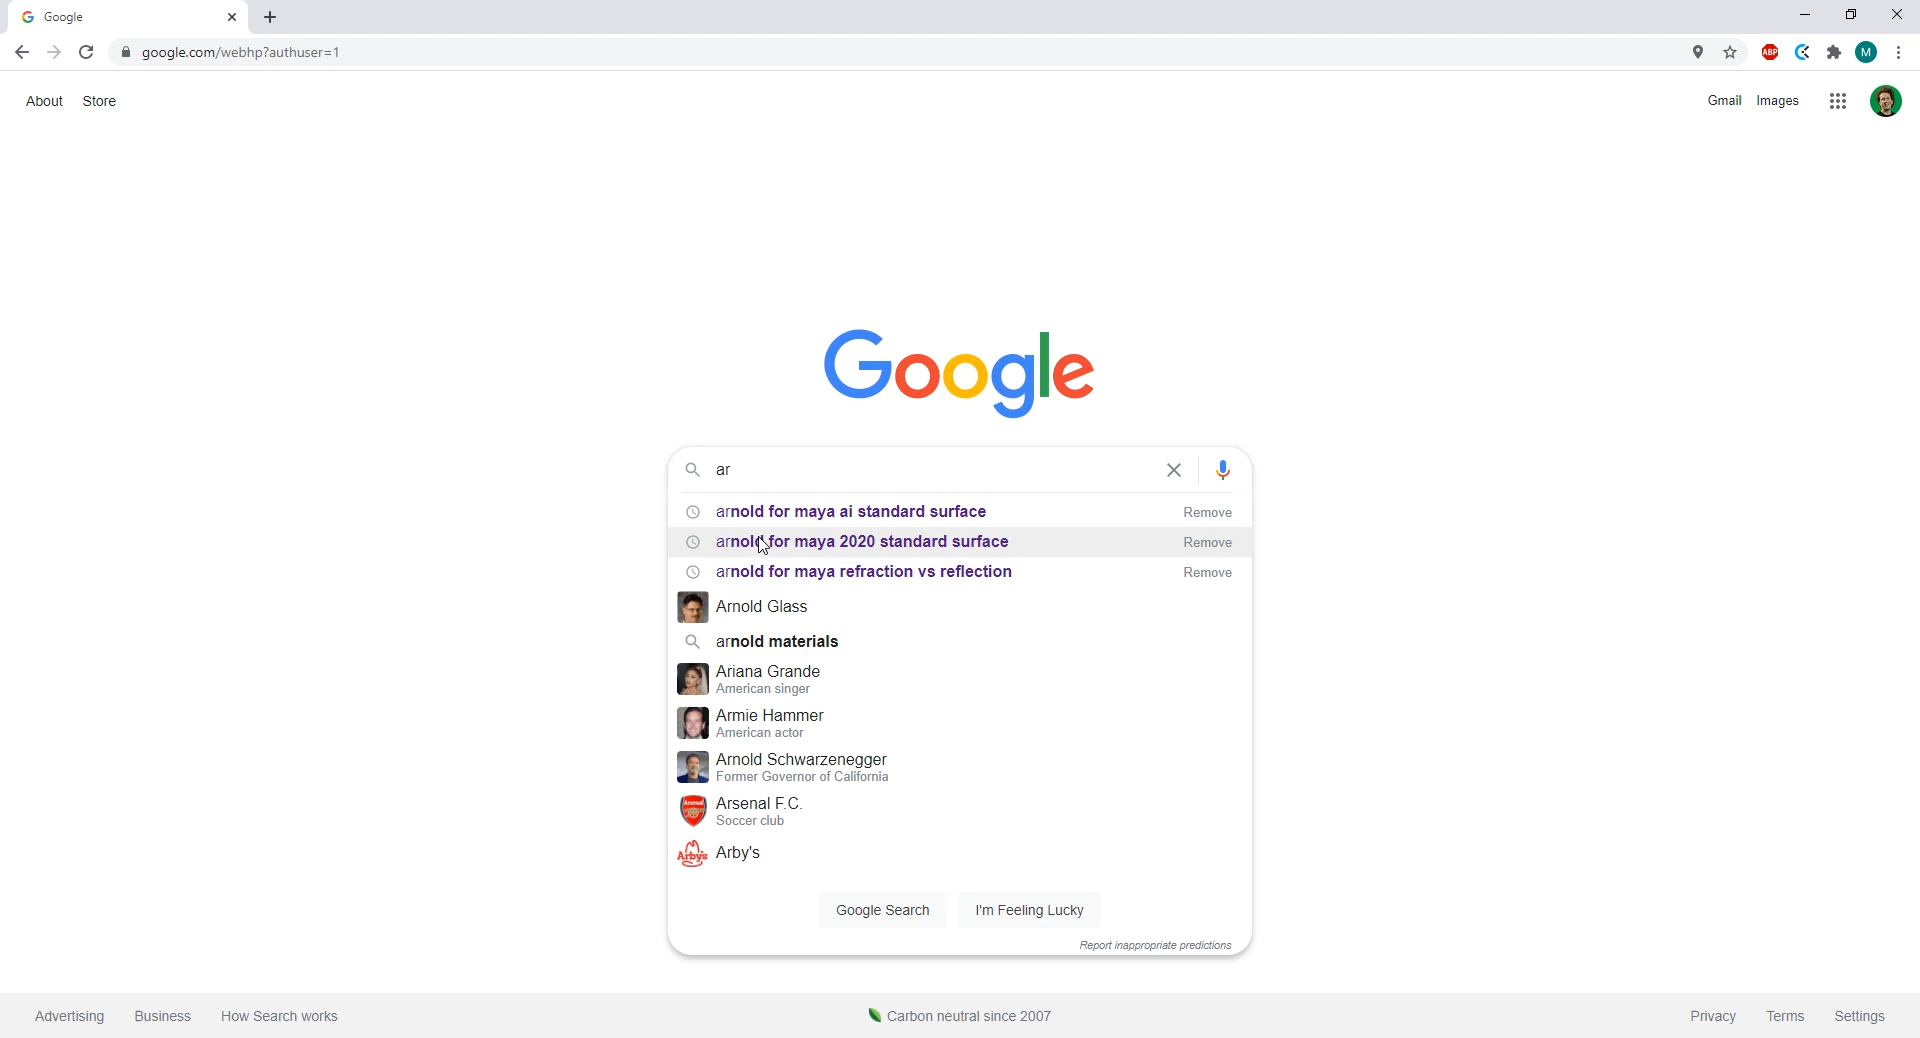 Google
google.com/webhp?authuser=1
ABP
M
About Store
Gmail Images
Google
ar
arnold for maya ai standard surface Remove
arnold for maya 2020 standard surface Remove
arnold for maya refraction vs reflection Remove
Arnold Glass
arnold materials
Ariana Grande
American singer
Armie Hammer
American actor
Arnold Schwarzenegger
Former Governor of California
Arsenal
Arsenal F.C.
Soccer club
Arby's
Arby's
Google Search I'm Feeling Lucky
Report inappropriate predictions
Advertising Business How Search works Carbon neutral since 2007 Privacy Terms Settings